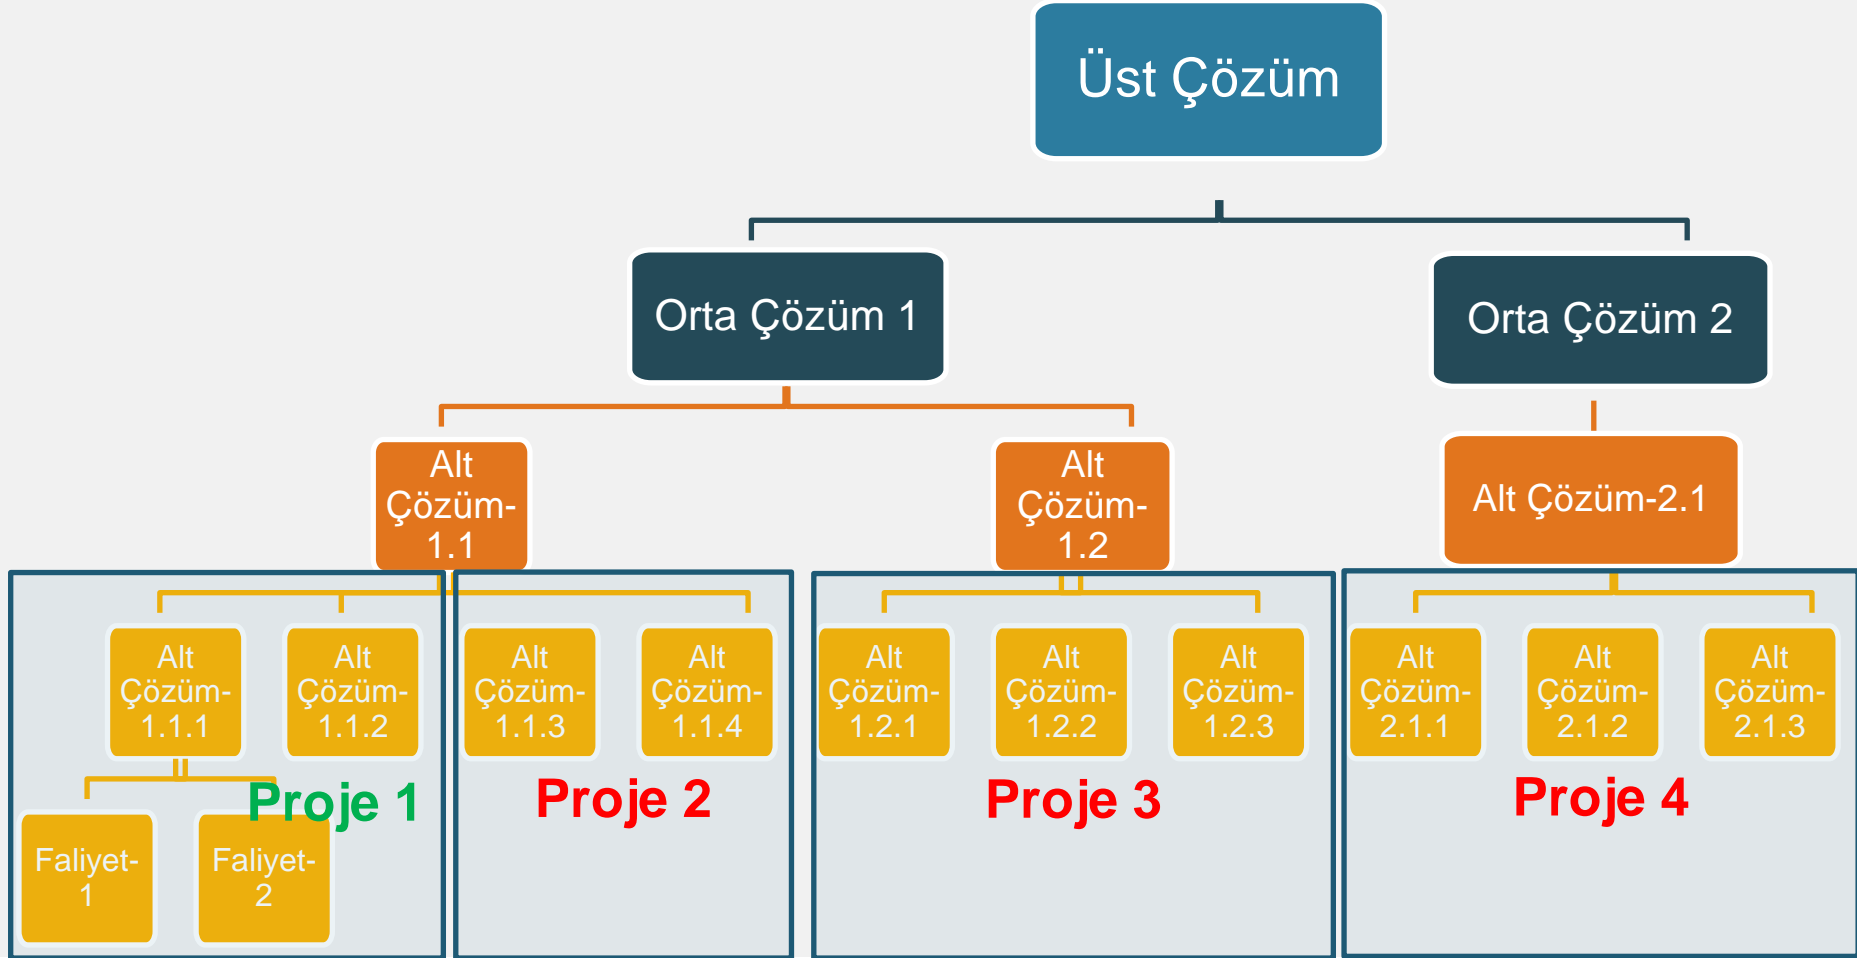 Üst Çözüm
Orta Çözüm 1
Orta Çözüm 2
Alt
Çözüm-
1.1
Alt
Çözüm-
1.2
Alt Çözüm-2.1
Alt
Çözüm-
1.1.1
Alt
Çözüm-
1.1.2
Alt
Çözüm-
1.1.3
Alt
Çözüm-
1.1.4
Alt
Çözüm-
1.2.1
Alt
Çözüm-
1.2.2
Alt
Çözüm-
1.2.3
Alt
Çözüm-
2.1.1
Alt
Çözüm-
2.1.2
Alt
Çözüm-
2.1.3
Proje 1
Proje 2
Proje 3
Proje 4
Faliyet-
1
Faliyet-
2